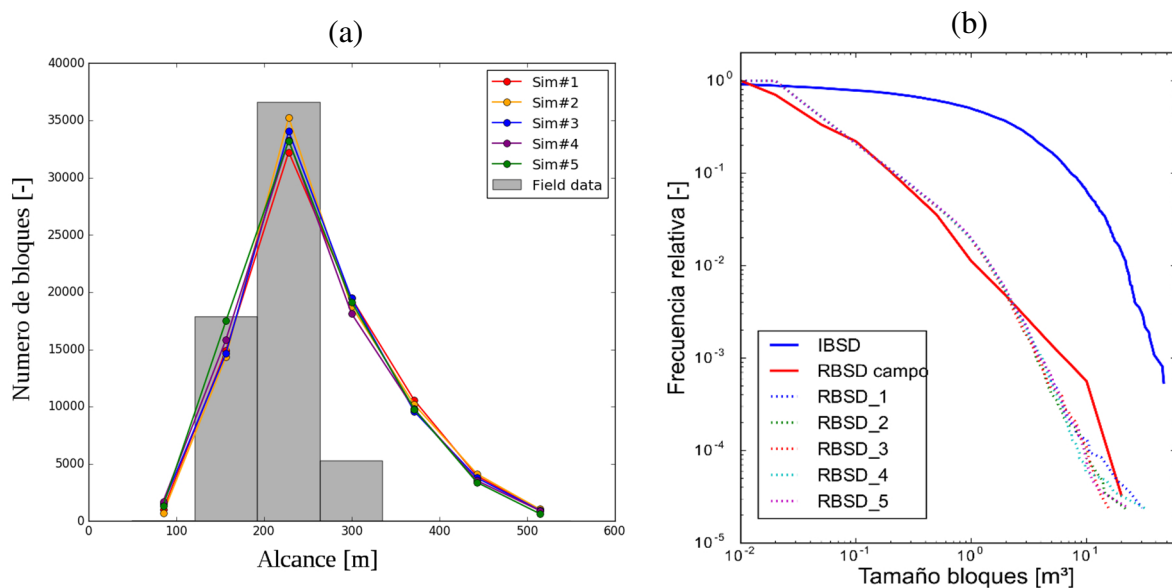 (a)
Numero de bloques [-]
40000
35000
30000
25000
20000
15000
10000
5000
0
0 100 200 300 400 500 600
Alcance [m]
Sim#1
Sim#2
Sim#3
Sim#4
Sim#5
Field data
(b)
Frecuencia relativa [-]
10⁰
10⁻¹
10⁻²
10⁻³
10⁻⁴
10⁻⁵
10⁻² 10⁻¹ 10⁰ 10¹
Tamaño bloques [m³]
IBSD
RBSD campo
RBSD_1
RBSD_2
RBSD_3
RBSD_4
RBSD_5